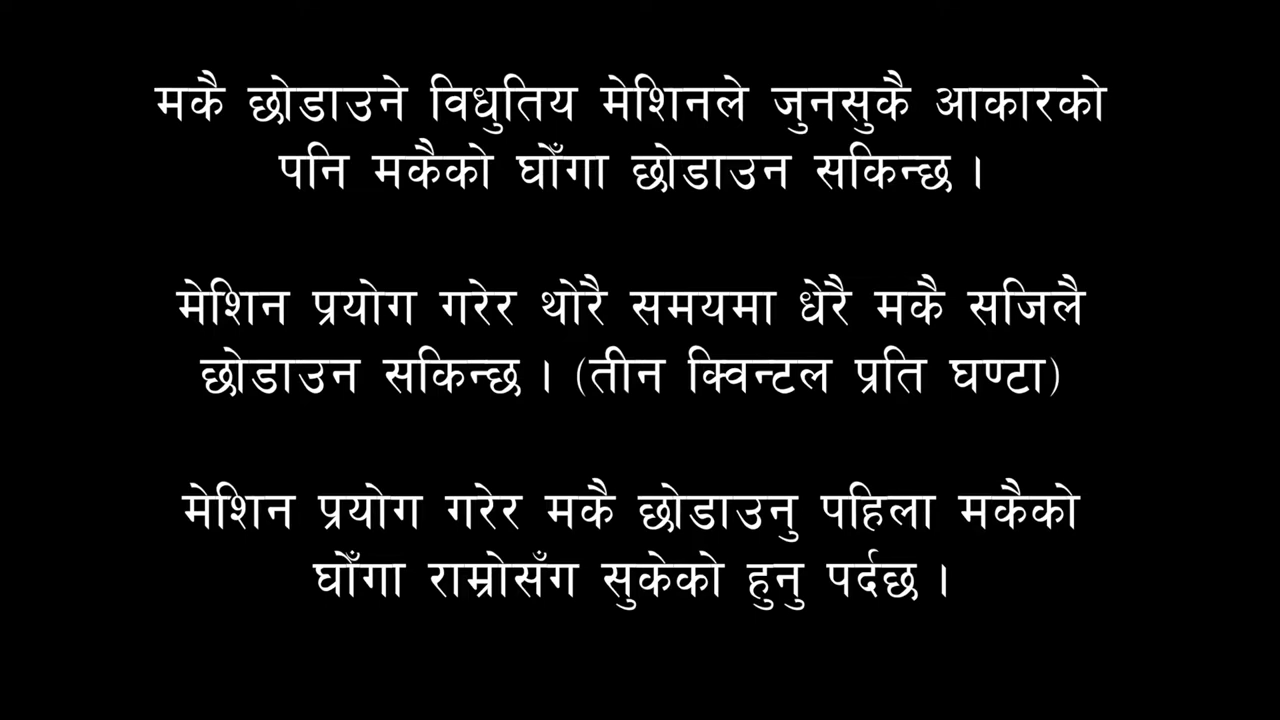 मकै छोडाउने विधुतिय मेशिनले जुनसुकै आकारको
पनि मकैको घोँगा छोडाउन सकिन्छ ।
मेशिन प्रयोग गरेर थोरै समयमा धेरै मकै सजिलै
छोडाउन सकिन्छ । (तीन क्विन्टल प्रति घण्टा)
मेशिन प्रयोग गरेर मकै छोडाउनु पहिला मकैको
घोँगा राम्रोसँग सुकेको हुनु पर्दछ ।